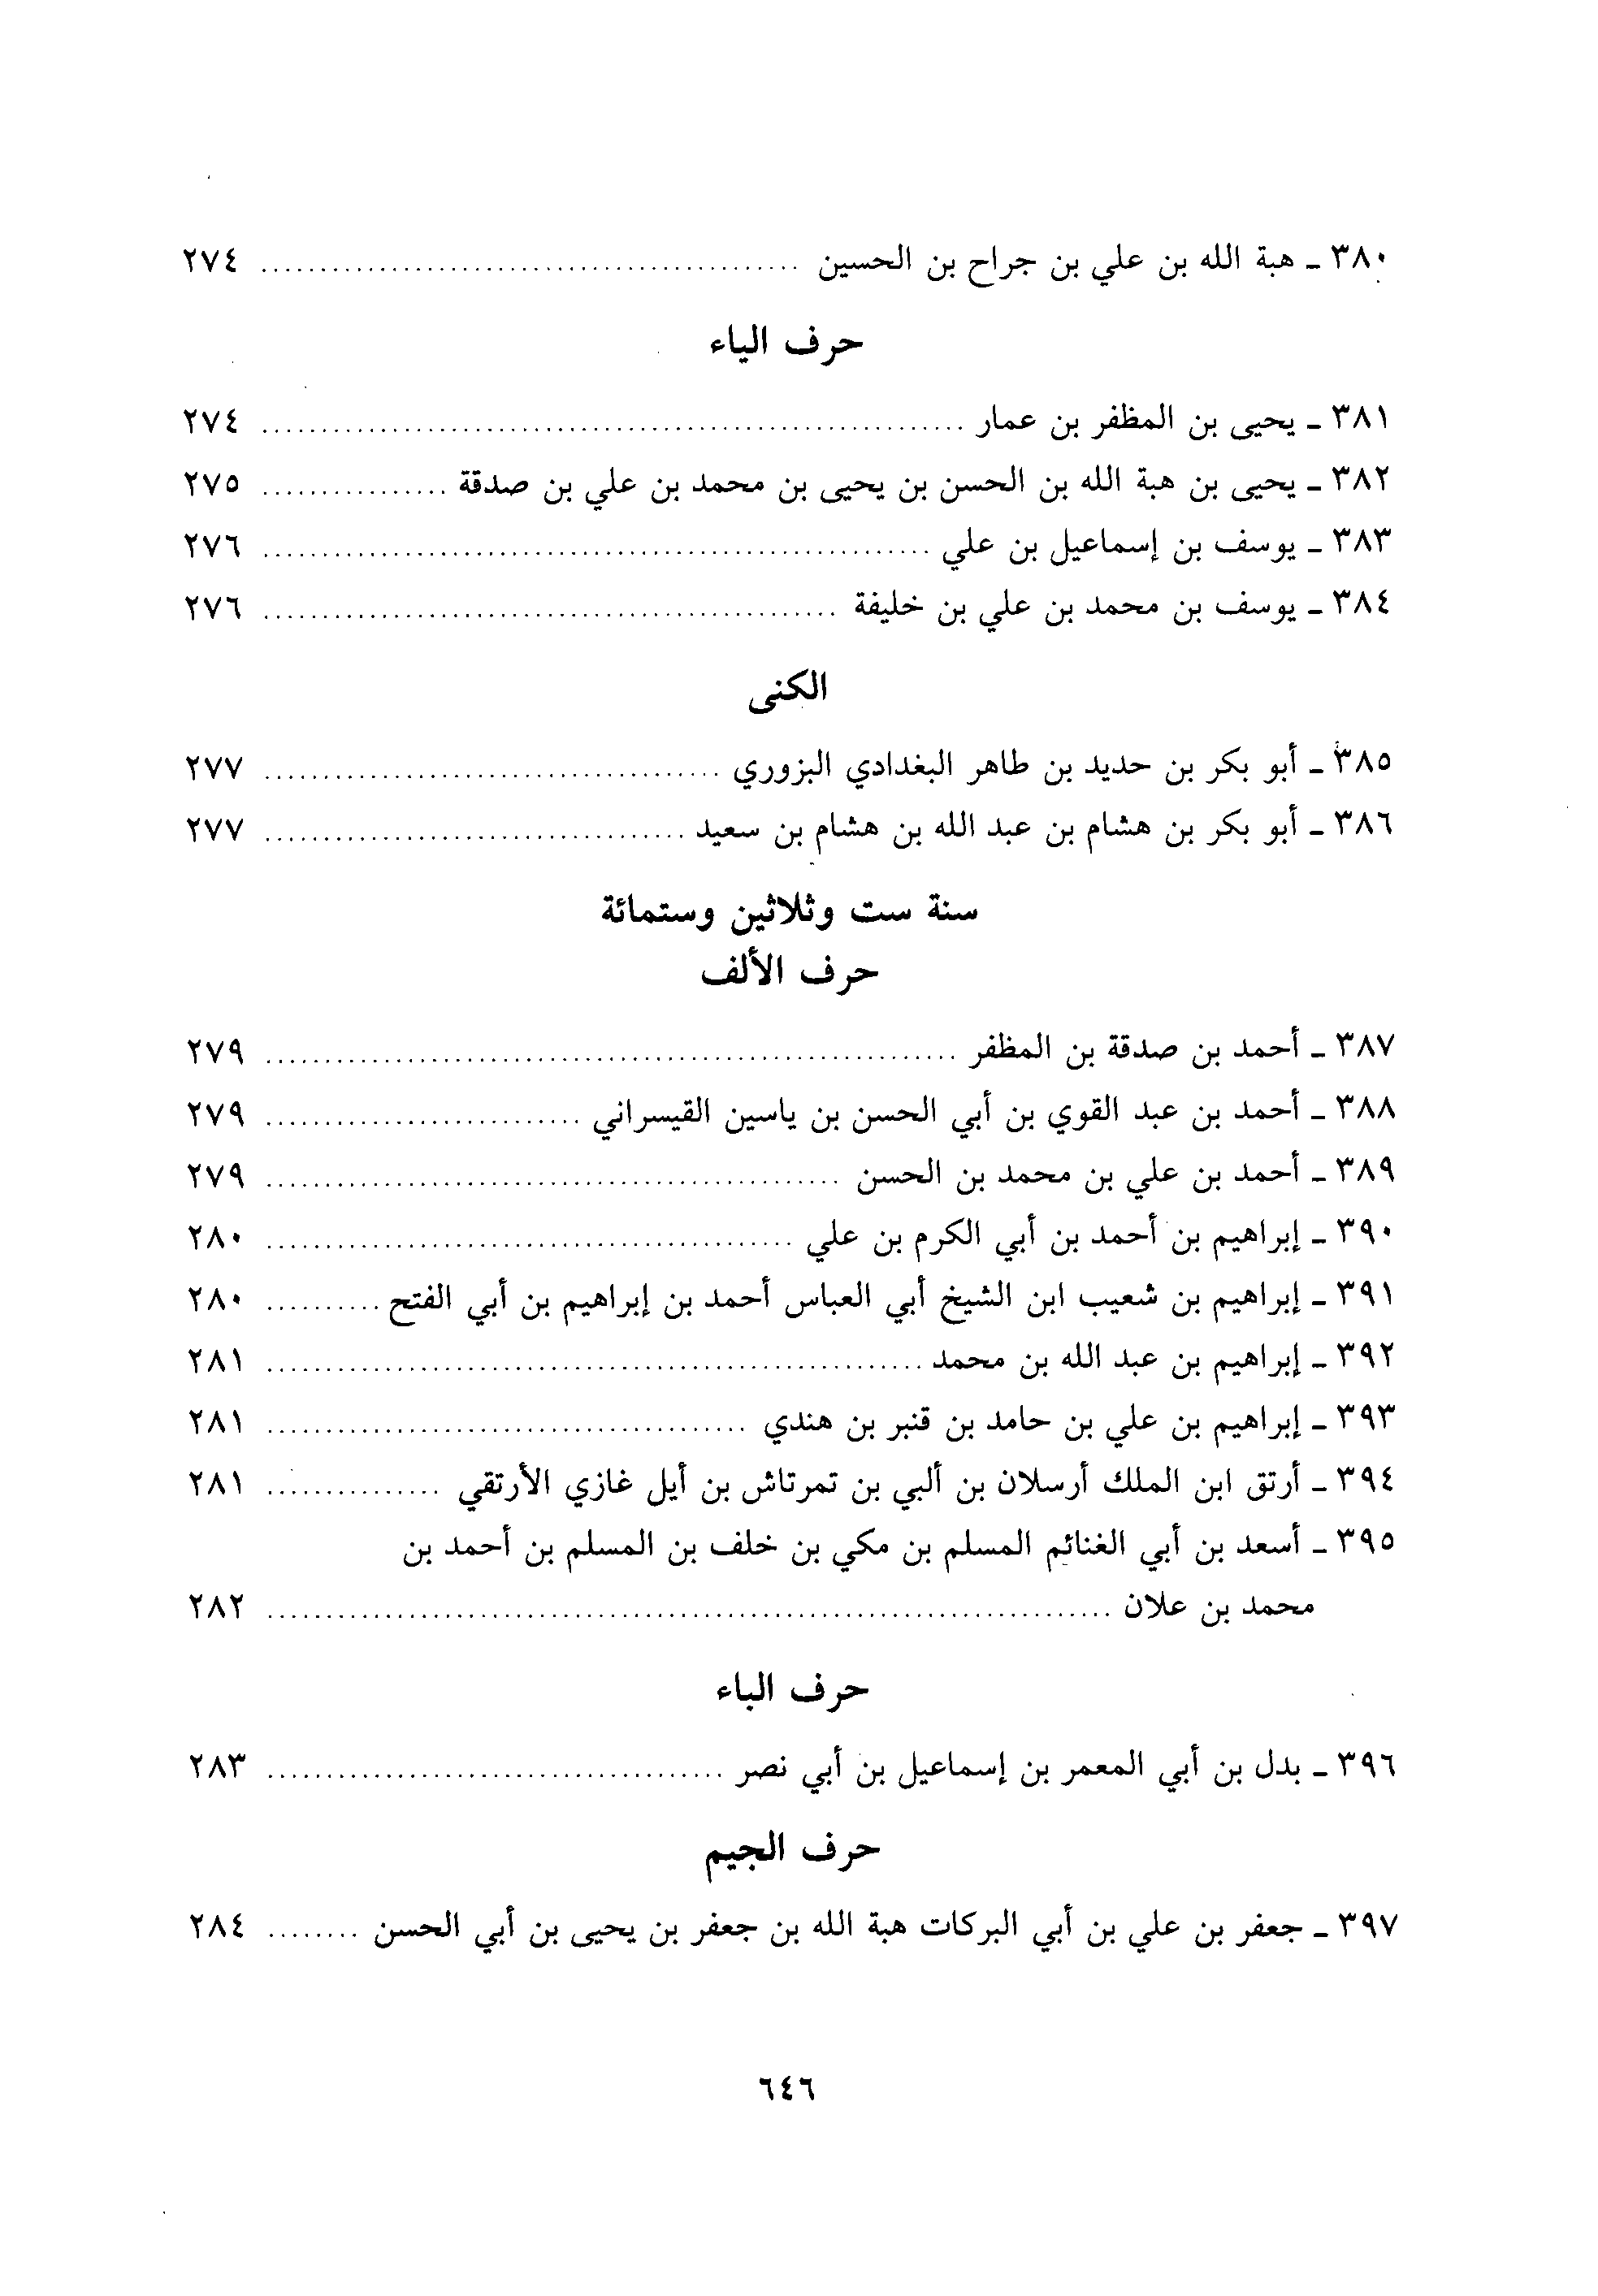 ٣٨٠ ـ هبة الله بن علي بن جراح بن الحسين ........ ٢٧٤
حرف الياء
٣٨١ ـ يحيى بن المظفر بن عمار ........ ٢٧٤
٣٨٢ ـ يحيى بن هبة الله بن الحسن بن يحيى بن محمد بن علي بن صدقة ........ ٢٧٥
٣٨٣ ـ يوسف بن إسماعيل بن علي ........ ٢٧٦
٣٨٤ ـ يوسف بن محمد بن علي بن خليفة ........ ٢٧٦
الكنى
٣٨٥ ـ أبو بكر بن حديد بن طاهر البغدادي البزوري ........ ٢٧٧
٣٨٦ ـ أبو بكر بن هشام بن عبد الله بن هشام بن سعيد ........ ٢٧٧
سنة ست وثلاثين وستمائة
حرف الألف
٣٨٧ ـ أحمد بن صدقة بن المظفر ........ ٢٧٩
٣٨٨ ـ أحمد بن عبد القوي بن أبي الحسن بن ياسين القيسراني ........ ٢٧٩
٣٨٩ ـ أحمد بن علي بن محمد بن الحسن ........ ٢٧٩
٣٩٠ ـ إبراهيم بن أحمد بن أبي الكرم بن علي ........ ٢٨٠
٣٩١ ـ إبراهيم بن شعيب ابن الشيخ أبي العباس أحمد بن إبراهيم بن أبي الفتح ........ ٢٨٠
٣٩٢ ـ إبراهيم بن عبد الله بن محمد ........ ٢٨١
٣٩٣ ـ إبراهيم بن علي بن حامد بن قنبر بن هندي ........ ٢٨١
٣٩٤ ـ أرتق ابن الملك أرسلان بن ألبي بن تمرتاش بن أيل غازي الأرتقي ........ ٢٨١
٣٩٥ ـ أسعد بن أبي الغنائم المسلم بن مكي بن خلف بن المسلم بن أحمد بن
محمد بن علان ........ ٢٨٢
حرف الباء
٣٩٦ ـ بدل بن أبي المعمر بن إسماعيل بن أبي نصر ........ ٢٨٣
حرف الجيم
٣٩٧ ـ جعفر بن علي بن أبي البركات هبة الله بن جعفر بن يحيى بن أبي الحسن ........ ٢٨٤
٦٤٦